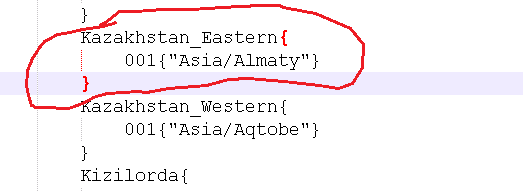 }
Kazakhstan_Eastern{
001{"Asia/Almaty"}
}
Kazakhstan_Western{
001{"Asia/Aqtobe"}
}
Kizilorda{